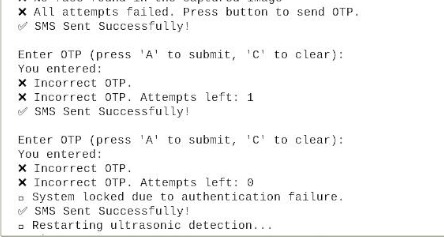 ❌ No face found in the captured image
❌ All attempts failed. Press button to send OTP.
✅ SMS Sent Successfully!
Enter OTP (press 'A' to submit, 'C' to clear):
You entered:
❌ Incorrect OTP.
❌ Incorrect OTP. Attempts left: 1
✅ SMS Sent Successfully!
Enter OTP (press 'A' to submit, 'C' to clear):
You entered:
❌ Incorrect OTP.
❌ Incorrect OTP. Attempts left: 0
▯ System locked due to authentication failure.
✅ SMS Sent Successfully!
▯ Restarting ultrasonic detection...